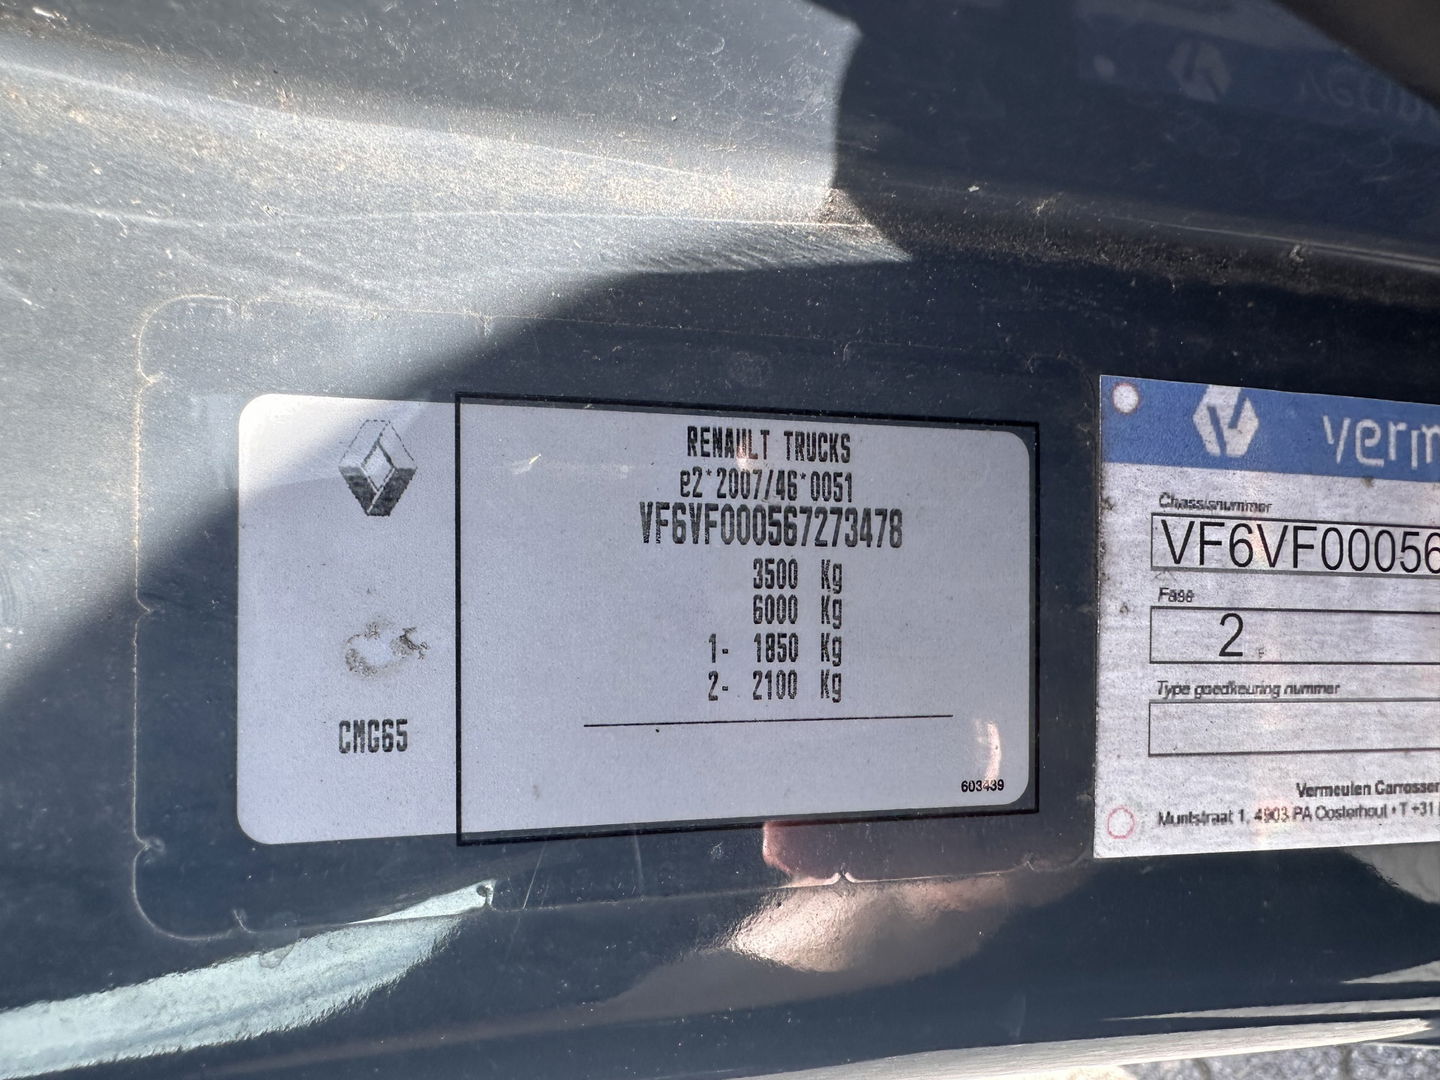 RENAULT TRUCKS
e2*2007/46*0051
VF6VF000567273478
3500 Kg
6000 Kg
1- 1850 Kg
2- 2100 Kg
CMG65
603439
verm
Chassisnummer
VF6VF00056
Fase
2
Type goedkeuring nummer
Vermeulen Carrosser
Muntstraat 1, 4903 PA Oosterhout • T +31